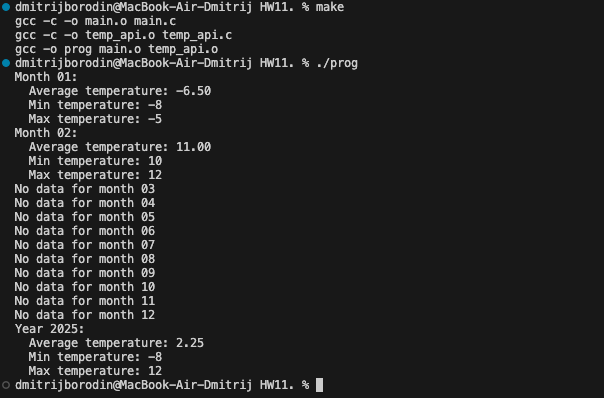 dmitrijborodin@MacBook-Air-Dmitrij HW11. % make
gcc -c -o main.o main.c
gcc -c -o temp_api.o temp_api.c
gcc -o prog main.o temp_api.o
dmitrijborodin@MacBook-Air-Dmitrij HW11. % ./prog
Month 01:
  Average temperature: -6.50
  Min temperature: -8
  Max temperature: -5
Month 02:
  Average temperature: 11.00
  Min temperature: 10
  Max temperature: 12
No data for month 03
No data for month 04
No data for month 05
No data for month 06
No data for month 07
No data for month 08
No data for month 09
No data for month 10
No data for month 11
No data for month 12
Year 2025:
  Average temperature: 2.25
  Min temperature: -8
  Max temperature: 12
dmitrijborodin@MacBook-Air-Dmitrij HW11. %